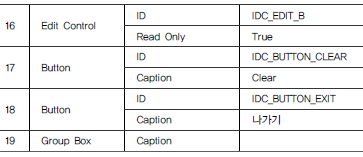 16 Edit Control ID IDC_EDIT_B
Read Only True
17 Button ID IDC_BUTTON_CLEAR
Caption Clear
18 Button ID IDC_BUTTON_EXIT
Caption 나가기
19 Group Box Caption